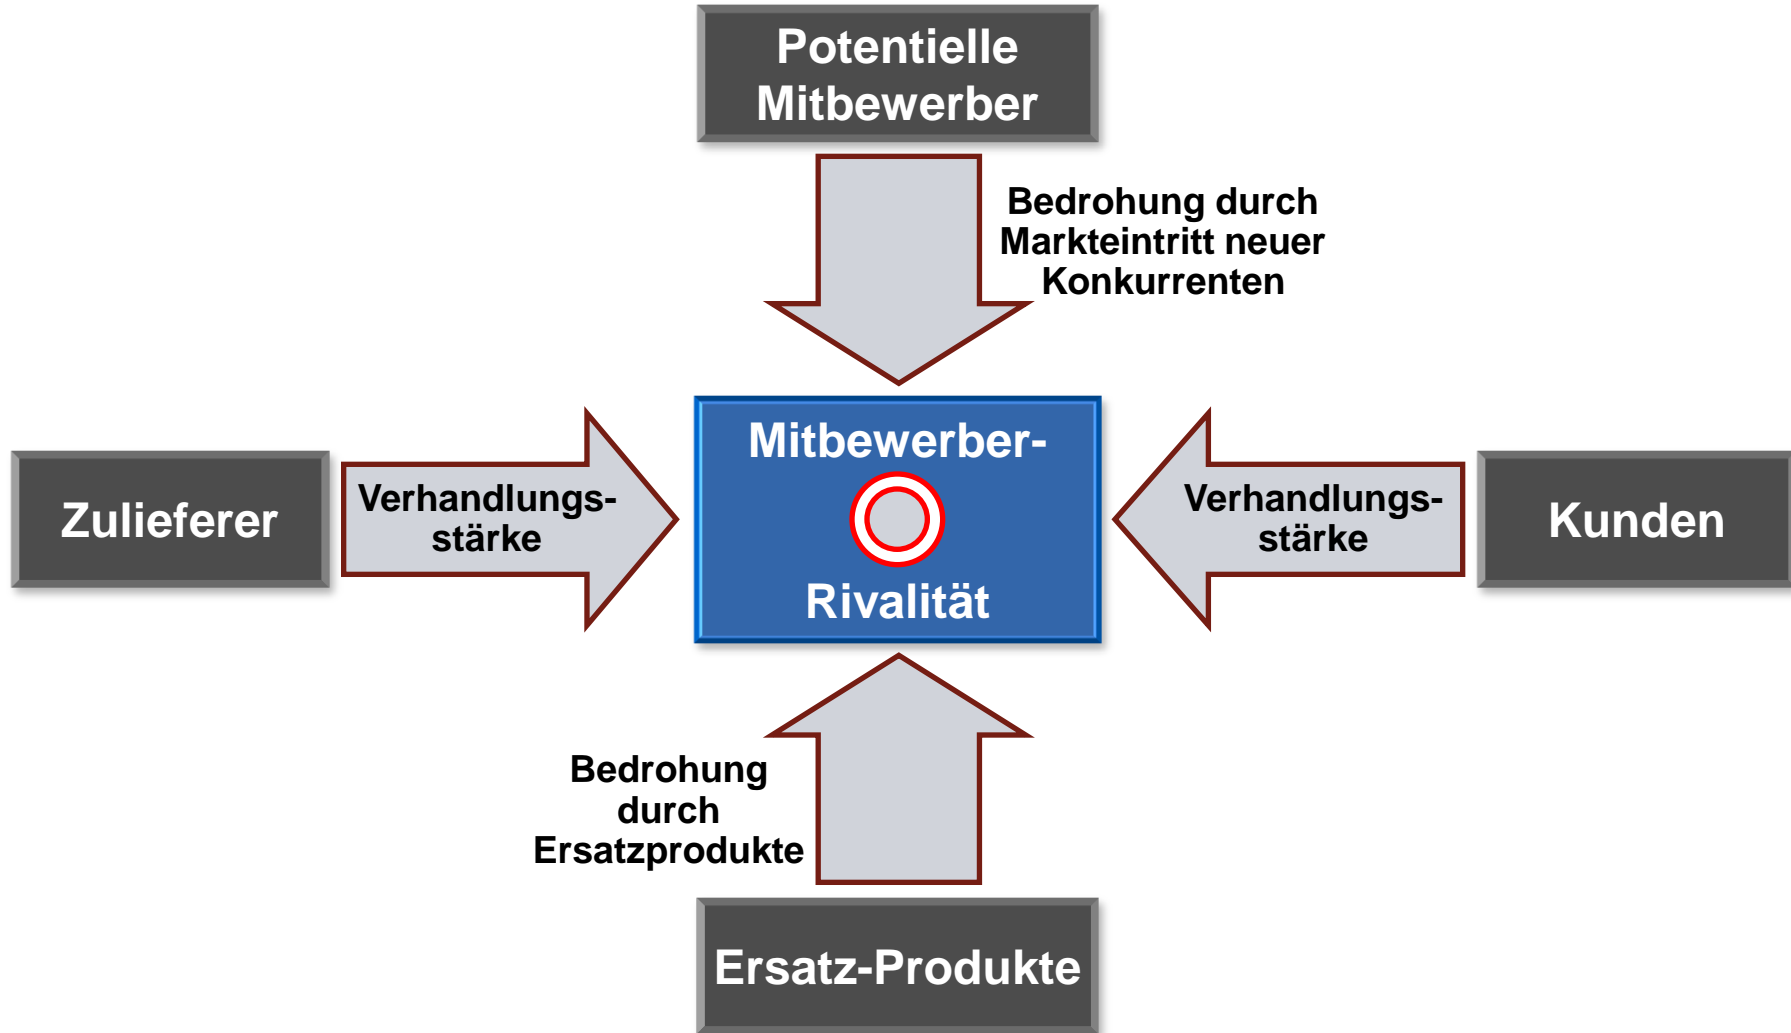 Potentielle
Mitbewerber
Bedrohung durch
Markteintritt neuer
Konkurrenten
Zulieferer
Verhandlungs-
stärke
Mitbewerber-
Rivalität
Verhandlungs-
stärke
Kunden
Bedrohung
durch
Ersatzprodukte
Ersatz-Produkte